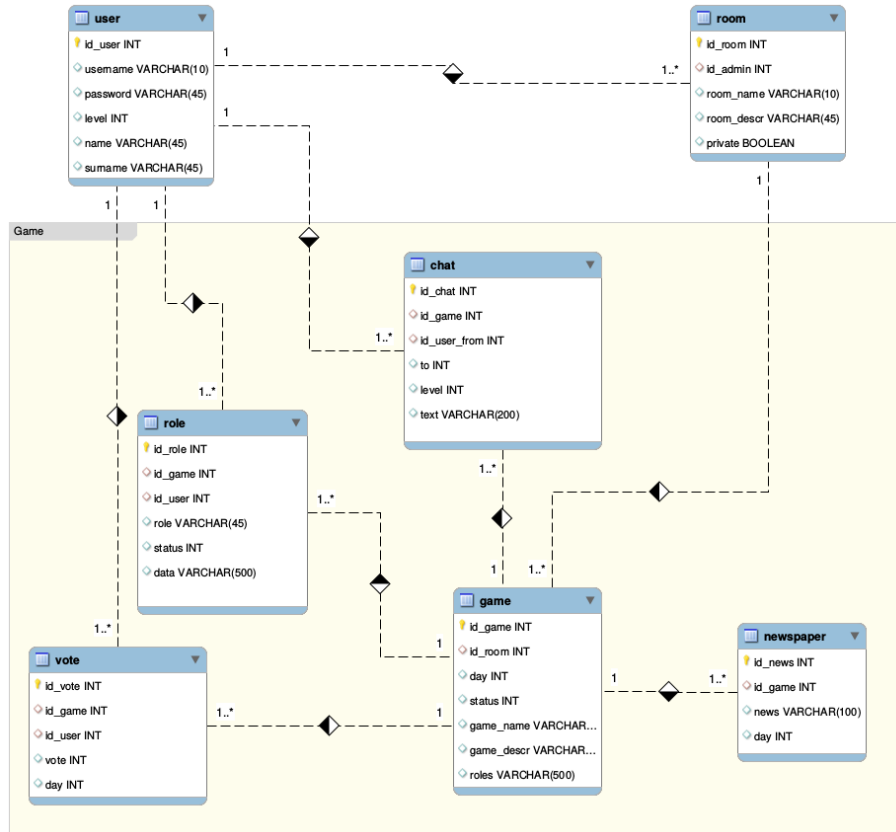 user
id_user INT
username VARCHAR(10)
password VARCHAR(45)
level INT
name VARCHAR(45)
surname VARCHAR(45)
room
id_room INT
id_admin INT
room_name VARCHAR(10)
room_descr VARCHAR(45)
private BOOLEAN
1
1..*
1
1
1
1
Game
chat
id_chat INT
id_game INT
id_user_from INT
to INT
level INT
text VARCHAR(200)
1..*
1..*
role
id_role INT
id_game INT
id_user INT
role VARCHAR(45)
status INT
data VARCHAR(500)
1..*
1..*
1
1..*
game
id_game INT
id_room INT
day INT
status INT
game_name VARCHAR...
game_descr VARCHAR...
roles VARCHAR(500)
1..*
1
vote
id_vote INT
id_game INT
id_user INT
vote INT
day INT
1..*
1
1
1..*
newspaper
id_news INT
id_game INT
news VARCHAR(100)
day INT